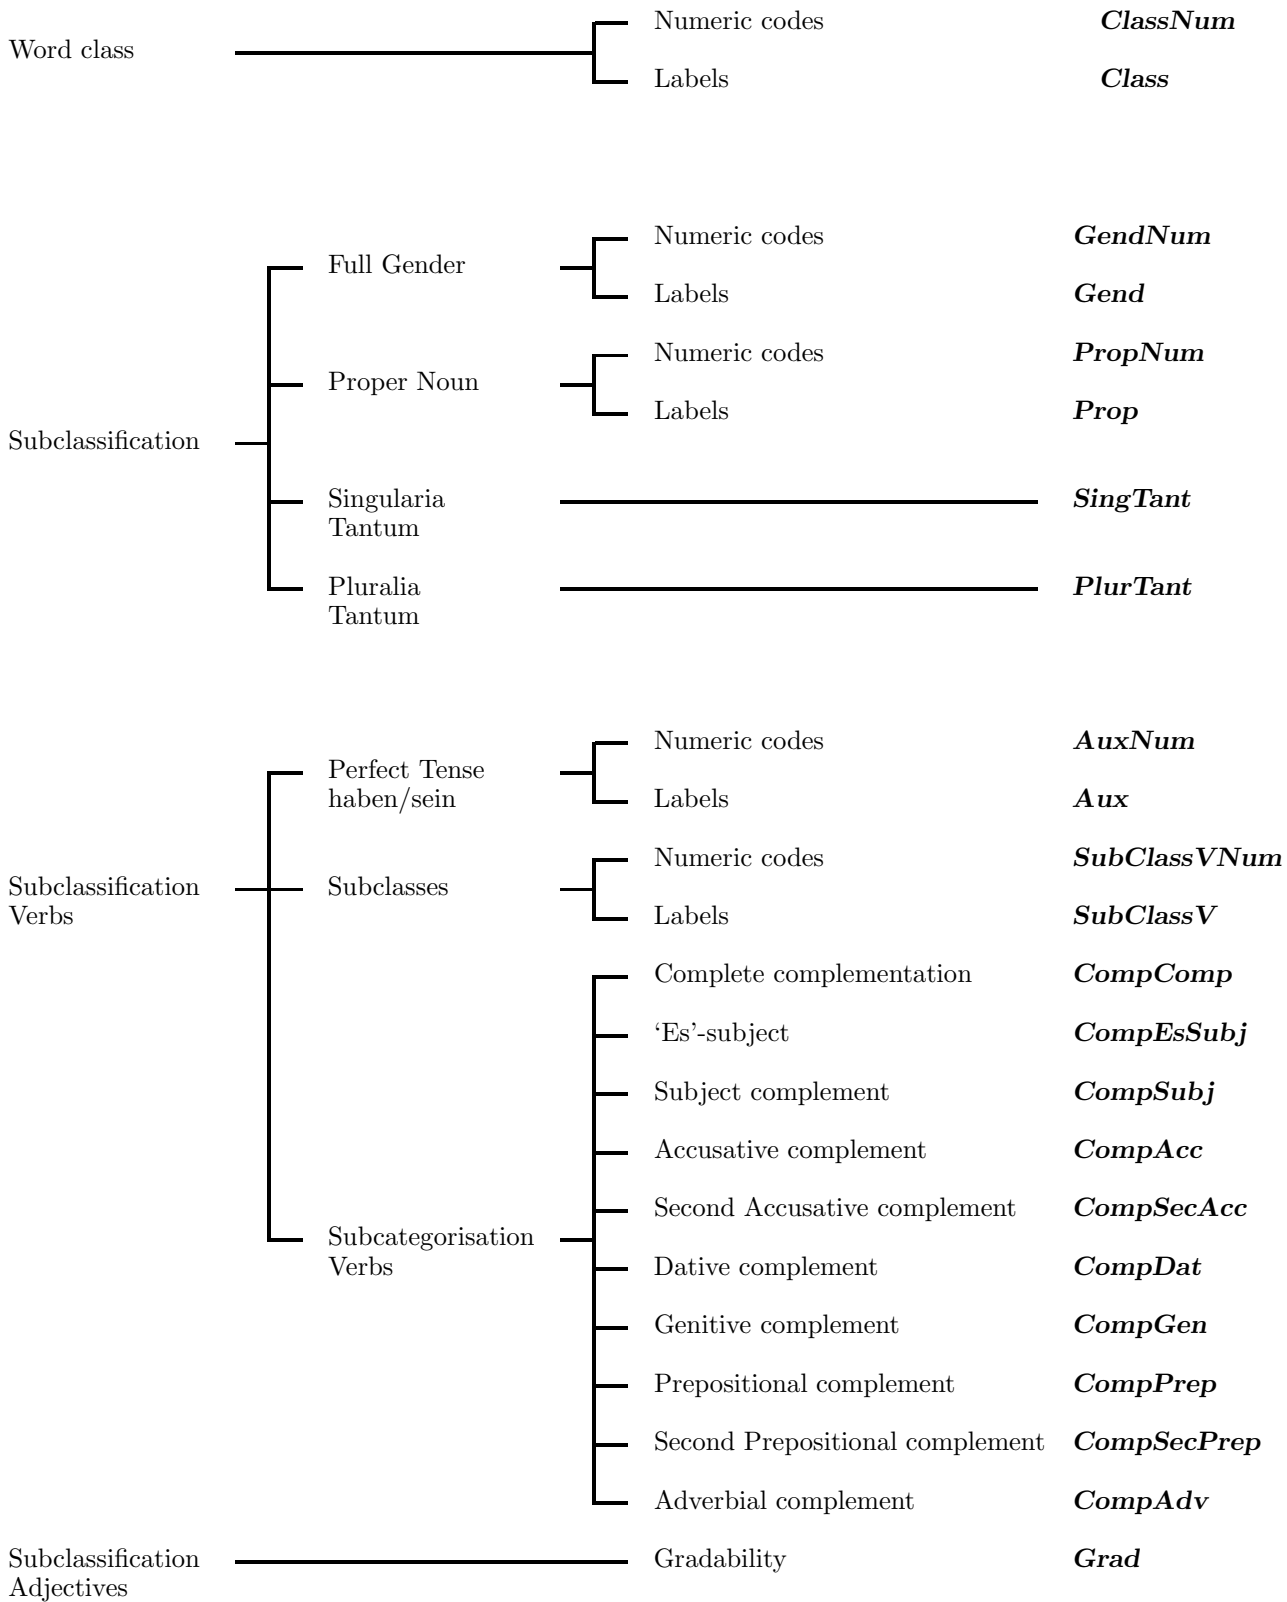 Numeric codes ClassNum
Word class
Labels Class
Numeric codes GendNum
Full Gender
Labels Gend
Numeric codes PropNum
Proper Noun
Labels Prop
Subclassification
Singularia SingTant
Tantum
Pluralia PlurTant
Tantum
Numeric codes AuxNum
Perfect Tense
haben/sein Labels Aux
Numeric codes SubClassVNum
Subclassification Subclasses
Verbs Labels SubClassV
Complete complementation CompComp
‘Es’-subject CompEsSubj
Subject complement CompSubj
Accusative complement CompAcc
Second Accusative complement CompSecAcc
Subcategorisation
Verbs Dative complement CompDat
Genitive complement CompGen
Prepositional complement CompPrep
Second Prepositional complement CompSecPrep
Adverbial complement CompAdv
Subclassification Gradability Grad
Adjectives